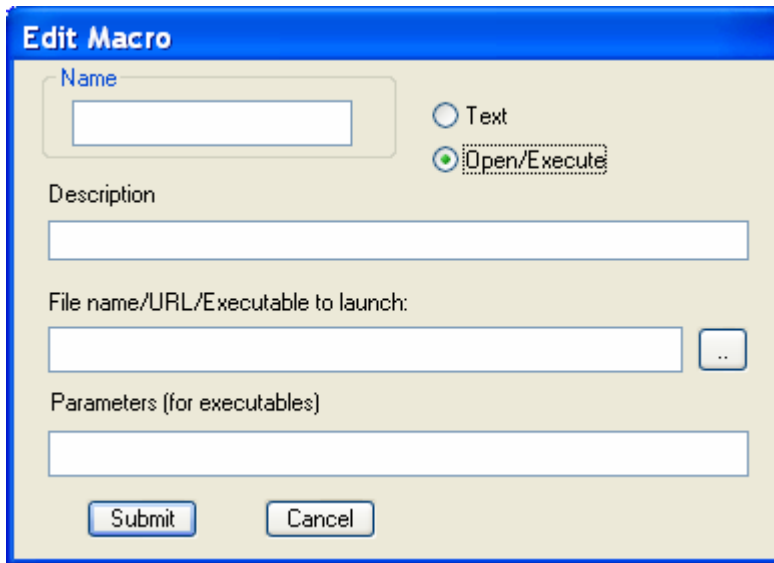 Edit Macro
Name
Text
Open/Execute
Description
File name/URL/Executable to launch:
..
Parameters (for executables)
Submit Cancel